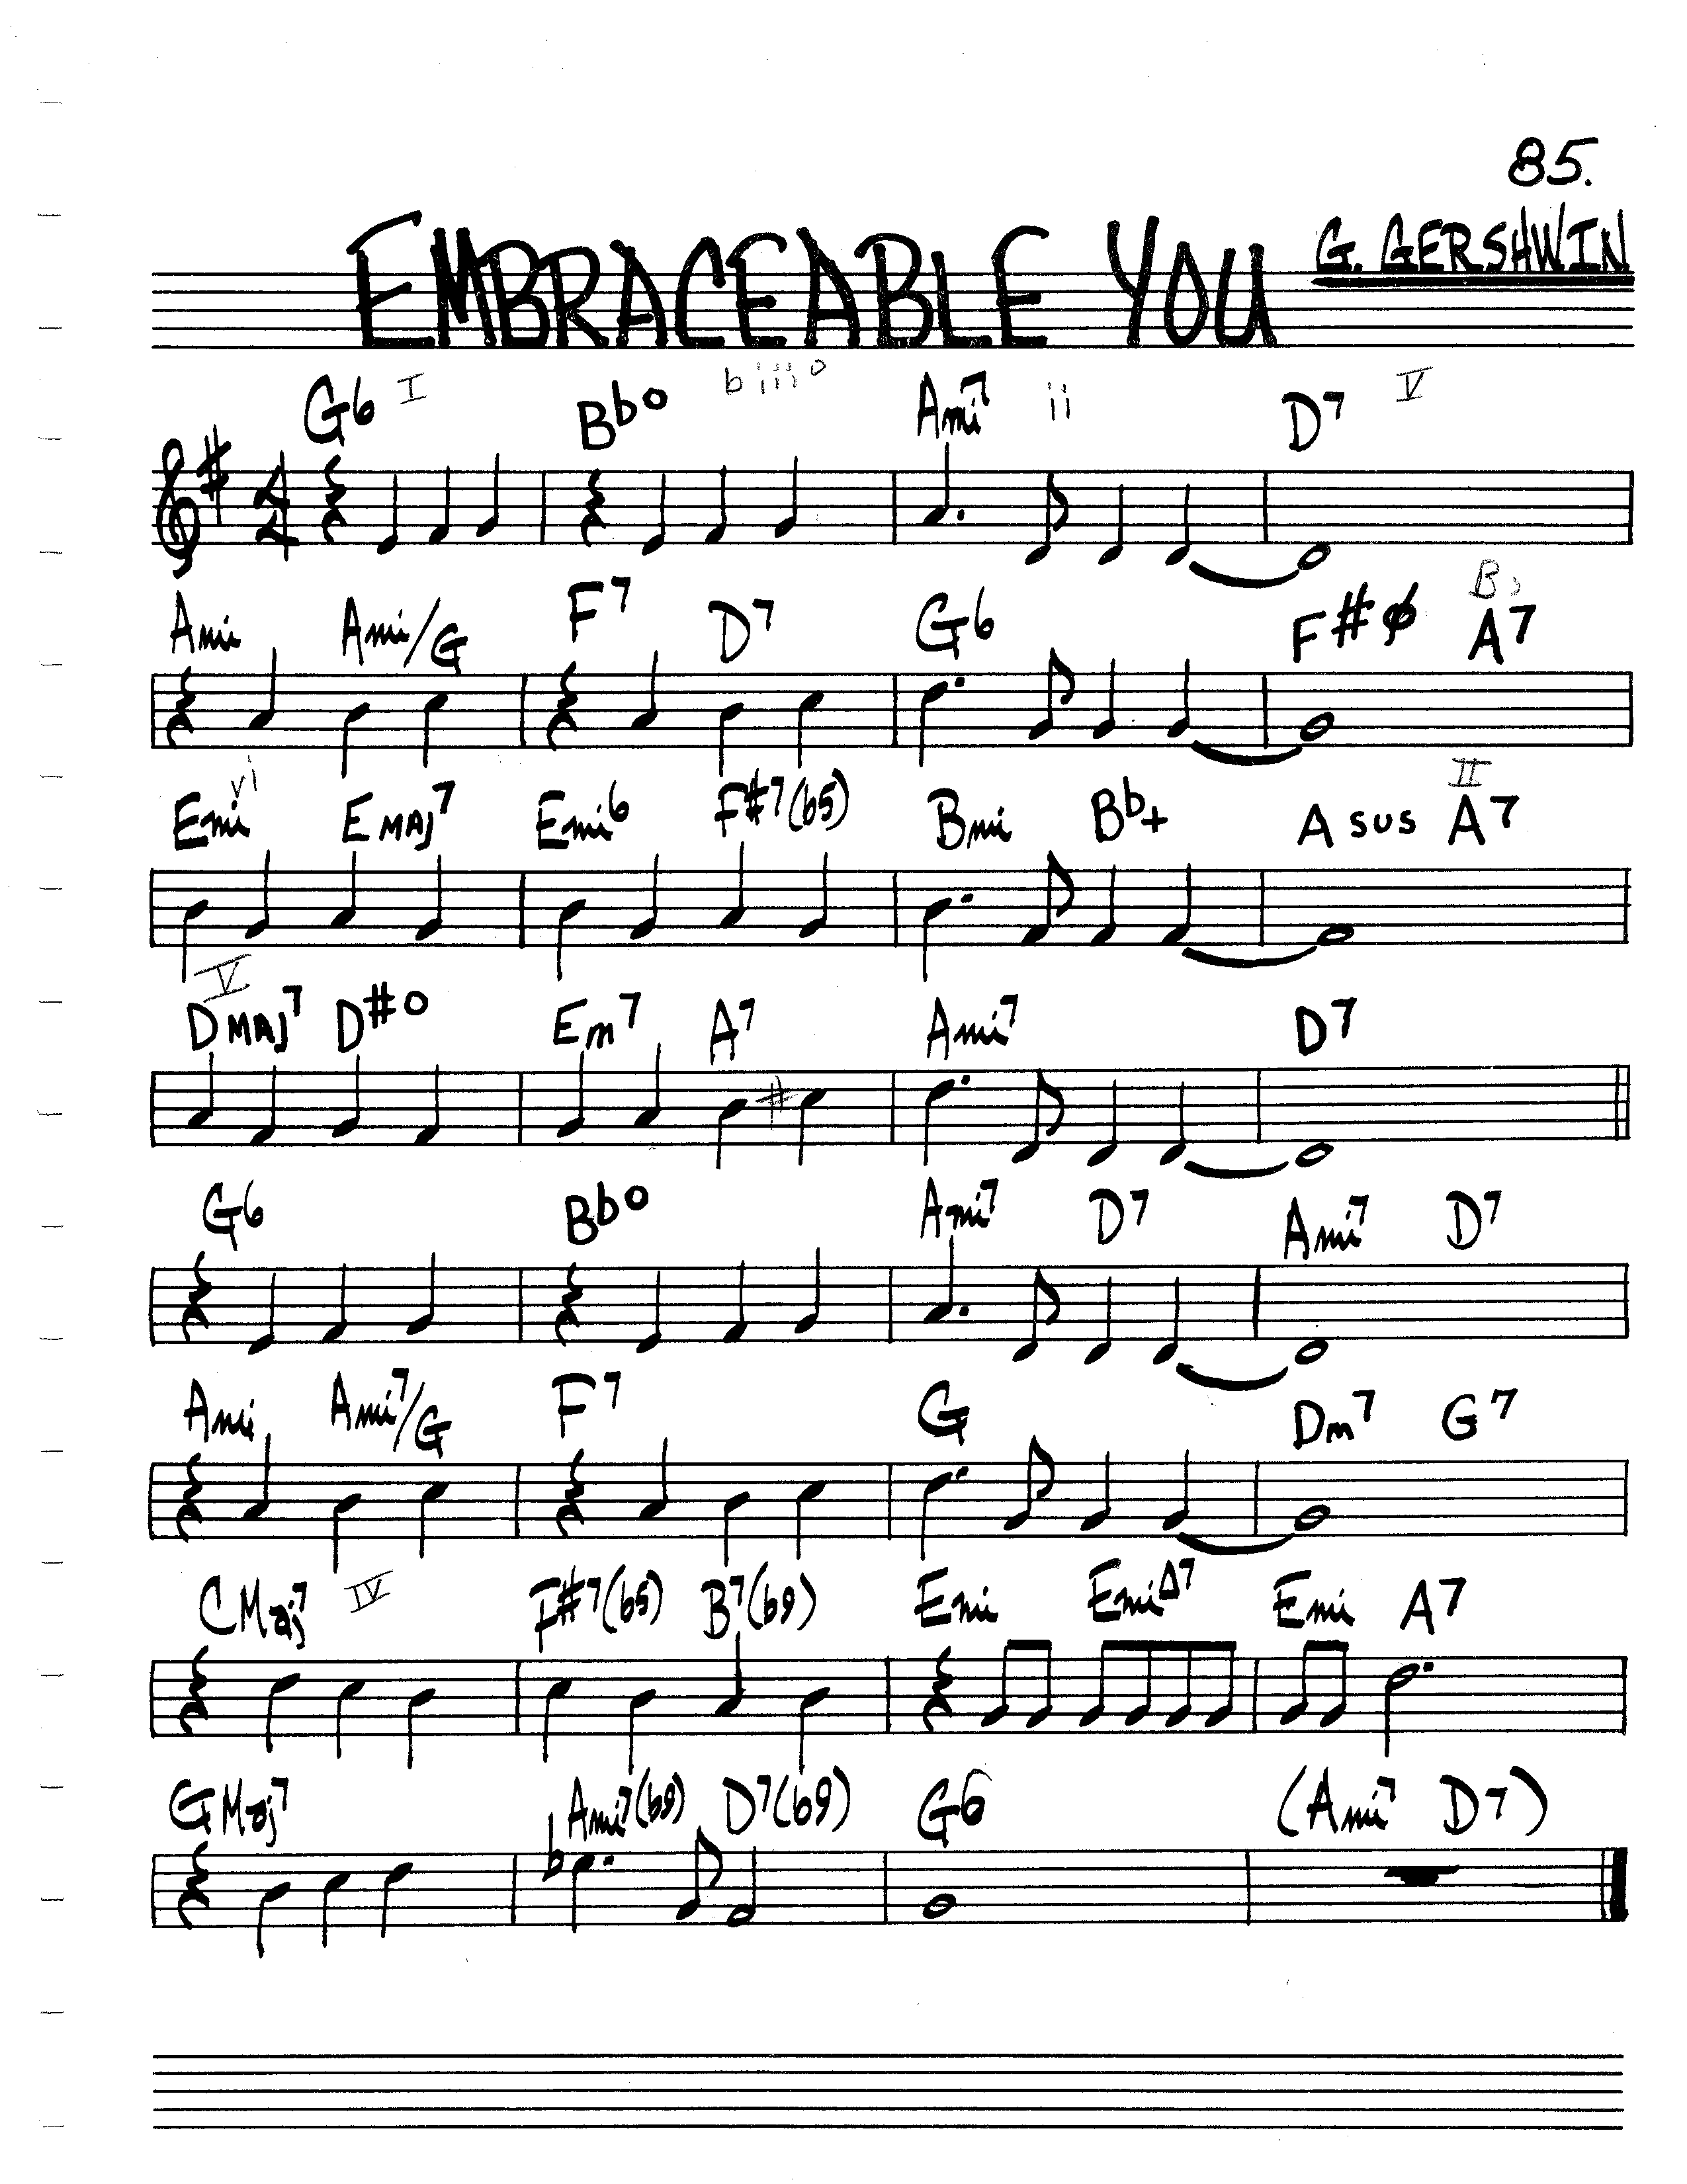 85.
EMBRACEABLE YOU G. GERSHWIN
G6 I Bbo biiio Ami7 ii D7 V
Ami Ami/G F7 D7 G6 F#ø A7
vi II
Emi Emaj7 Emi6 F#7(b5) Bmi Bb+ A sus A7
V
Dmaj7 D#o Em7 A7 Ami7 D7
G6 Bbo Ami7 D7 Ami7 D7
Ami Ami7/G F7 G Dm7 G7
CMaj7 IV F#7(b5) B7(b9) Emi EmiΔ7 Emi A7
GMaj7 Ami7(b9) D7(b9) G6 (Ami7 D7)